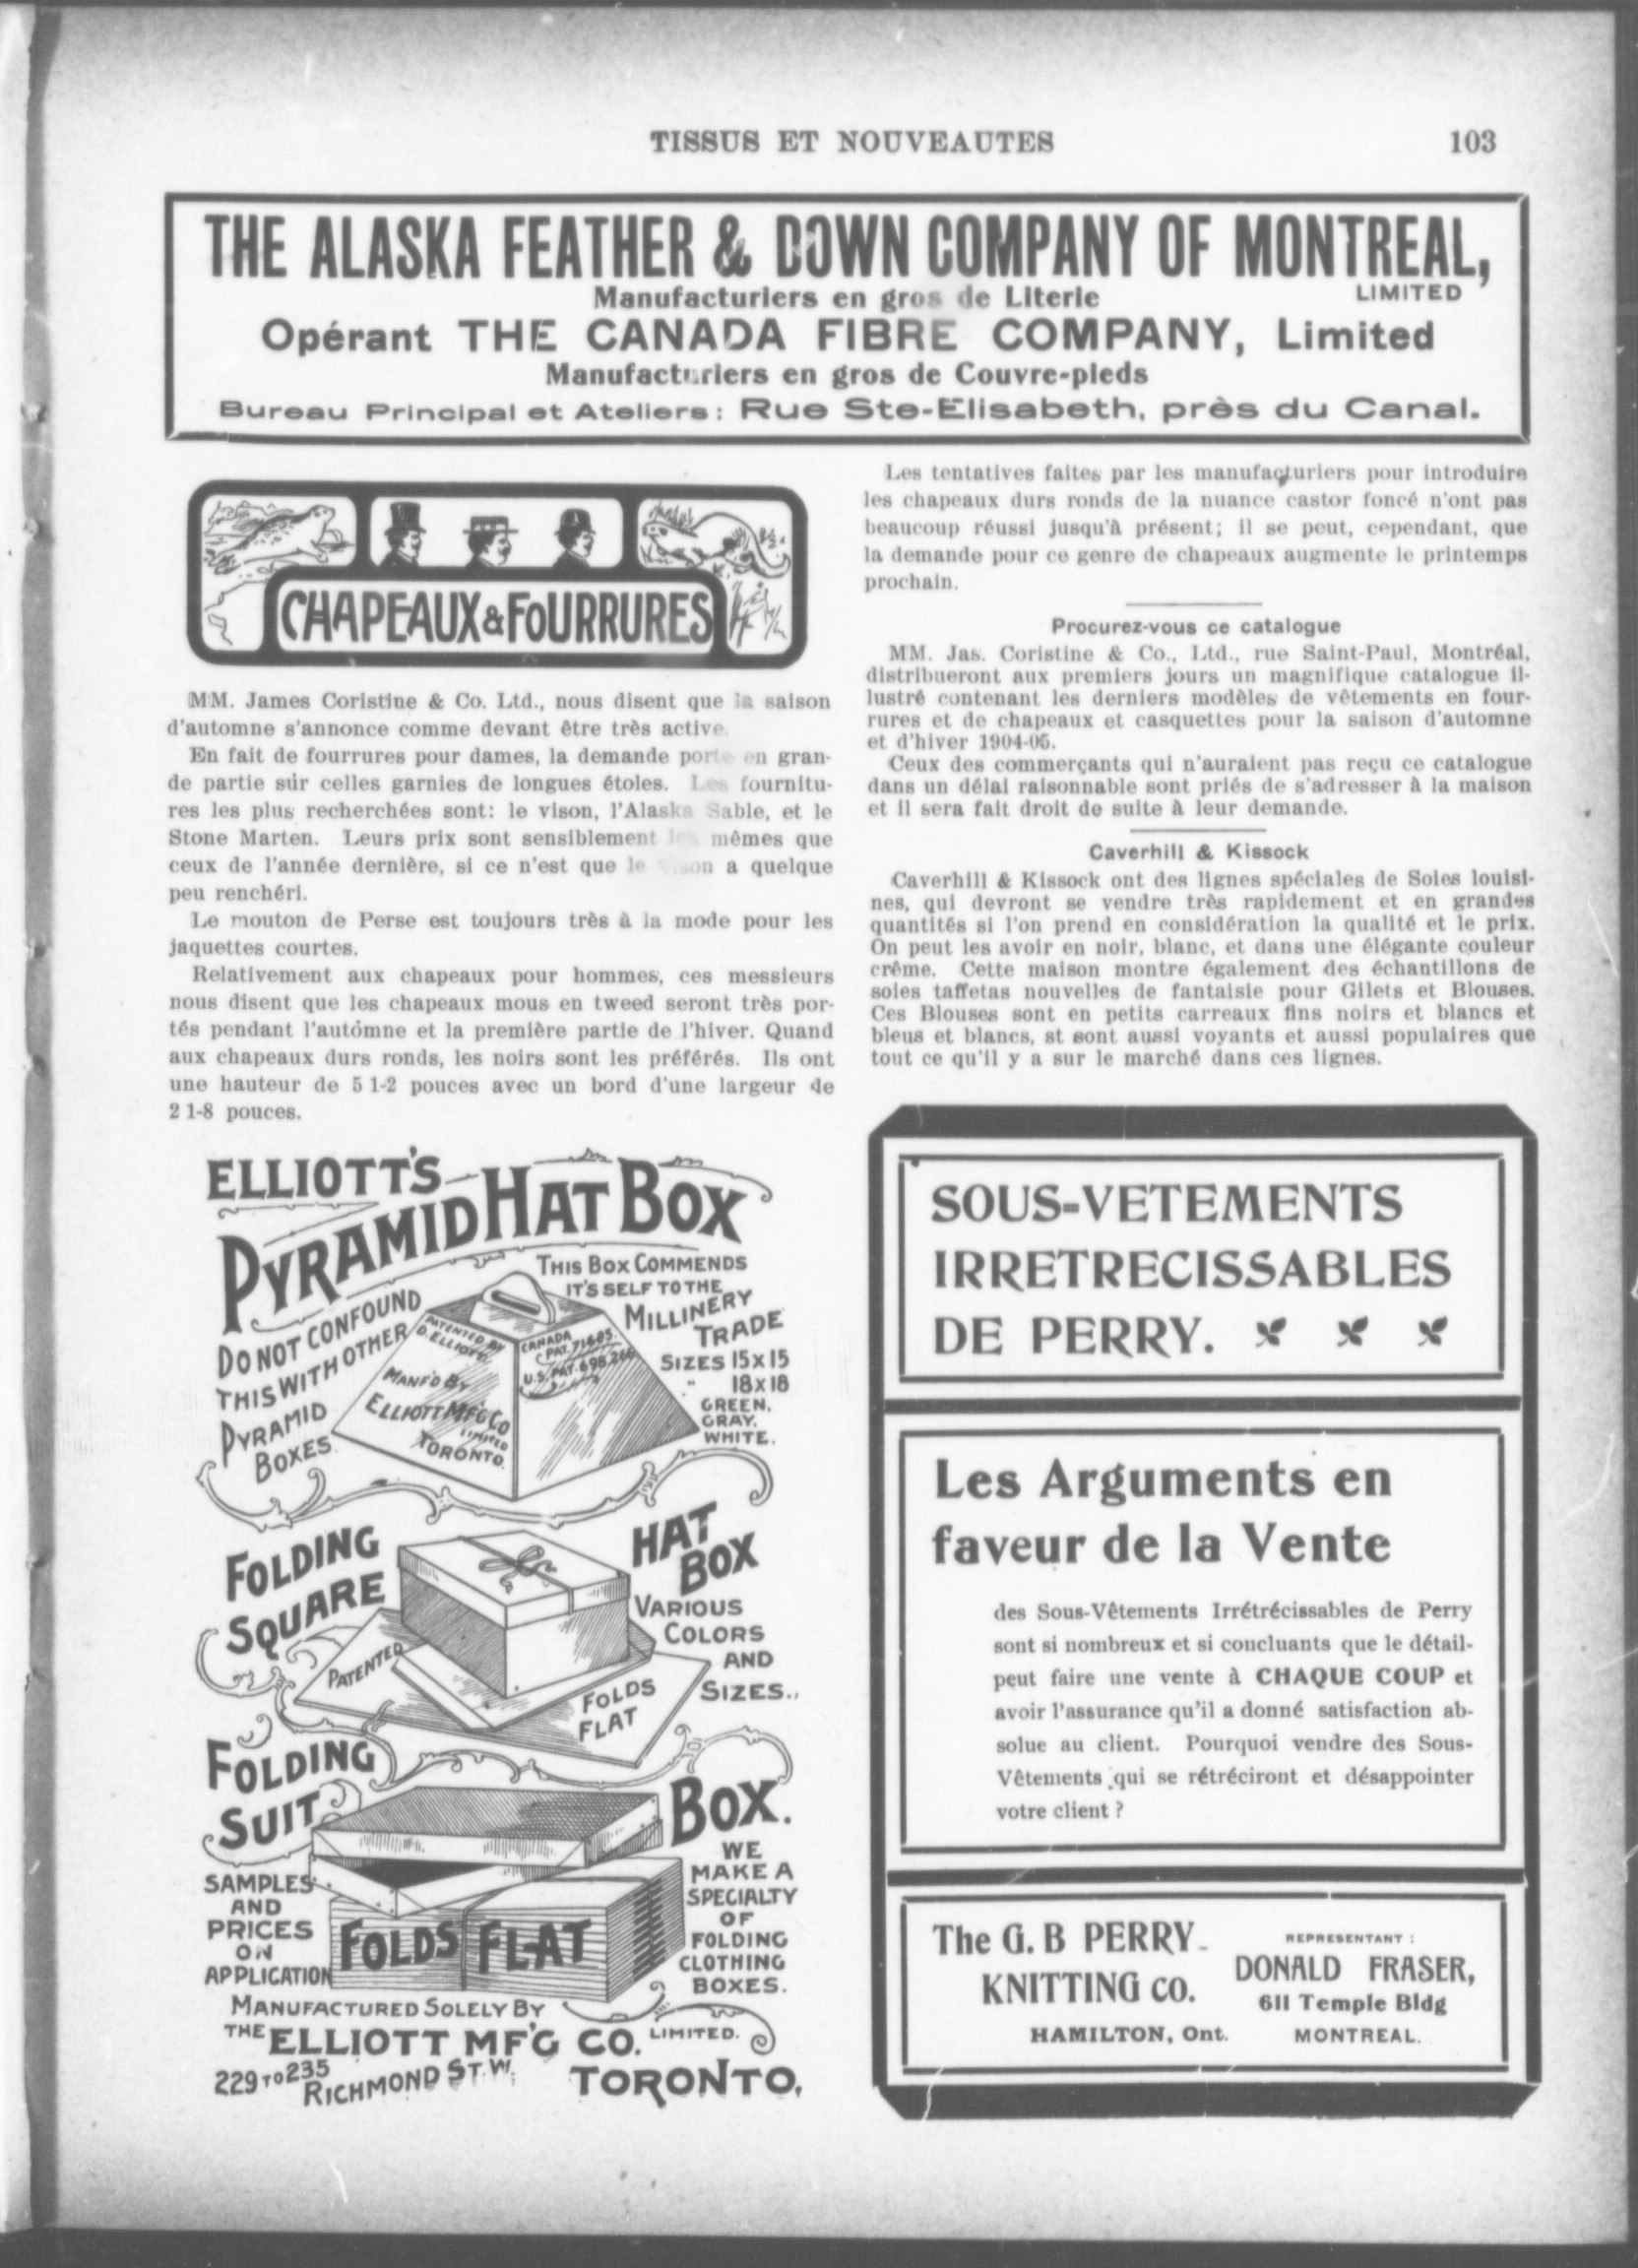 TISSUS ET NOUVEAUTES 103
THE ALASKA FEATHER & DOWN COMPANY OF MONTREAL,
LIMITED
Manufacturiers en gros de Literie
Opérant THE CANADA FIBRE COMPANY, Limited
Manufacturiers en gros de Couvre-pieds
Bureau Principal et Ateliers: Rue Ste-Elisabeth, près du Canal.
CHAPEAUX & FOURRURES
MM. James Coristine & Co. Ltd., nous disent que la saison
d'automne s'annonce comme devant être très active.
En fait de fourrures pour dames, la demande porte en gran-
de partie sur celles garnies de longues étoles. Les fournitu-
res les plus recherchées sont: le vison, l'Alaska Sable, et le
Stone Marten. Leurs prix sont sensiblement les mêmes que
ceux de l'année dernière, si ce n'est que le vison a quelque
peu renchéri.
Le mouton de Perse est toujours très à la mode pour les
jaquettes courtes.
Relativement aux chapeaux pour hommes, ces messieurs
nous disent que les chapeaux mous en tweed seront très por-
tés pendant l'automne et la première partie de l'hiver. Quand
aux chapeaux durs ronds, les noirs sont les préférés. Ils ont
une hauteur de 5 1-2 pouces avec un bord d'une largeur de
2 1-8 pouces.
ELLIOTT'S
PYRAMID HAT BOX
THIS BOX COMMENDS
IT'S SELF TO THE
MILLINERY
TRADE
SIZES 15 x 15
" 18 x 18
GREEN.
GRAY.
WHITE.
DO NOT CONFOUND
THIS WITH OTHER
PYRAMID
BOXES.
PATENTED BY
D. ELLIOTT.
MANF'D BY
ELLIOTT MF'G CO
LIMITED
TORONTO.
CANADA
PAT. 71685.
U.S. PAT. 698,266
FOLDING
SQUARE
HAT
BOX
VARIOUS
COLORS
AND
SIZES.,
PATENTED
FOLDS
FLAT
FOLDING
SUIT
BOX.
WE
MAKE A
SPECIALTY
OF
FOLDING
CLOTHING
BOXES.
SAMPLES
AND
PRICES
ON
APPLICATION
FOLDS FLAT
MANUFACTURED SOLELY BY
THE ELLIOTT MF'G CO. LIMITED.
229 TO 235
RICHMOND ST. W. TORONTO.
Les tentatives faites par les manufacturiers pour introduire
les chapeaux durs ronds de la nuance castor foncé n'ont pas
beaucoup réussi jusqu'à présent; il se peut, cependant, que
la demande pour ce genre de chapeaux augmente le printemps
prochain.
Procurez-vous ce catalogue
MM. Jas. Coristine & Co., Ltd., rue Saint-Paul, Montréal,
distribueront aux premiers jours un magnifique catalogue il-
lustré contenant les derniers modèles de vêtements en four-
rures et de chapeaux et casquettes pour la saison d'automne
et d'hiver 1904-05.
Ceux des commerçants qui n'auraient pas reçu ce catalogue
dans un délai raisonnable sont priés de s'adresser à la maison
et il sera fait droit de suite à leur demande.
Caverhill & Kissock
Caverhill & Kissock ont des lignes spéciales de Soies louisi-
nes, qui devront se vendre très rapidement et en grandes
quantités si l'on prend en considération la qualité et le prix.
On peut les avoir en noir, blanc, et dans une élégante couleur
crême. Cette maison montre également des échantillons de
soies taffetas nouvelles de fantaisie pour Gilets et Blouses.
Ces Blouses sont en petits carreaux fins noirs et blancs et
bleus et blancs, st sont aussi voyants et aussi populaires que
tout ce qu'il y a sur le marché dans ces lignes.
SOUS-VETEMENTS
IRRETRECISSABLES
DE PERRY.
Les Arguments en
faveur de la Vente
des Sous-Vêtements Irrétrécissables de Perry
sont si nombreux et si concluants que le détail-
peut faire une vente à CHAQUE COUP et
avoir l'assurance qu'il a donné satisfaction ab-
solue au client. Pourquoi vendre des Sous-
Vêtements qui se rétréciront et désappointer
votre client ?
The G. B PERRY
KNITTING CO.
HAMILTON, Ont.
REPRESENTANT :
DONALD FRASER,
611 Temple Bldg
MONTREAL.